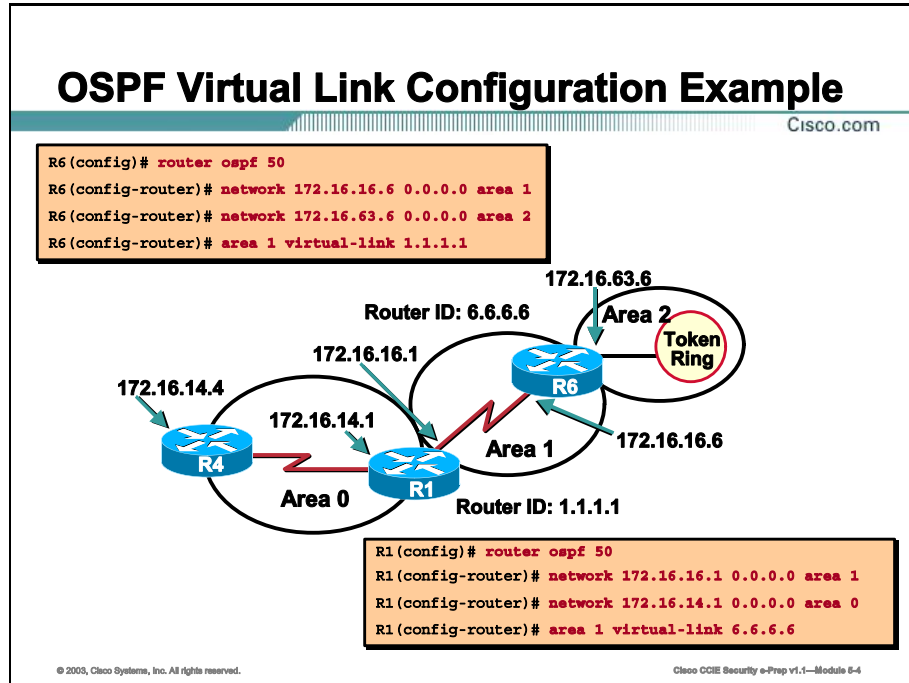 OSPF Virtual Link Configuration Example
Cisco.com
R6(config)# router ospf 50
R6(config-router)# network 172.16.16.6 0.0.0.0 area 1
R6(config-router)# network 172.16.63.6 0.0.0.0 area 2
R6(config-router)# area 1 virtual-link 1.1.1.1
172.16.63.6
Router ID: 6.6.6.6
Area 2
Token
Ring
172.16.16.1
R6
172.16.14.4
172.16.14.1
172.16.16.6
Area 1
R4
R1
Area 0
Router ID: 1.1.1.1
R1(config)# router ospf 50
R1(config-router)# network 172.16.16.1 0.0.0.0 area 1
R1(config-router)# network 172.16.14.1 0.0.0.0 area 0
R1(config-router)# area 1 virtual-link 6.6.6.6
© 2003, Cisco Systems, Inc. All rights reserved.
Cisco CCIE Security e-Prep v1.1—Module 5-4